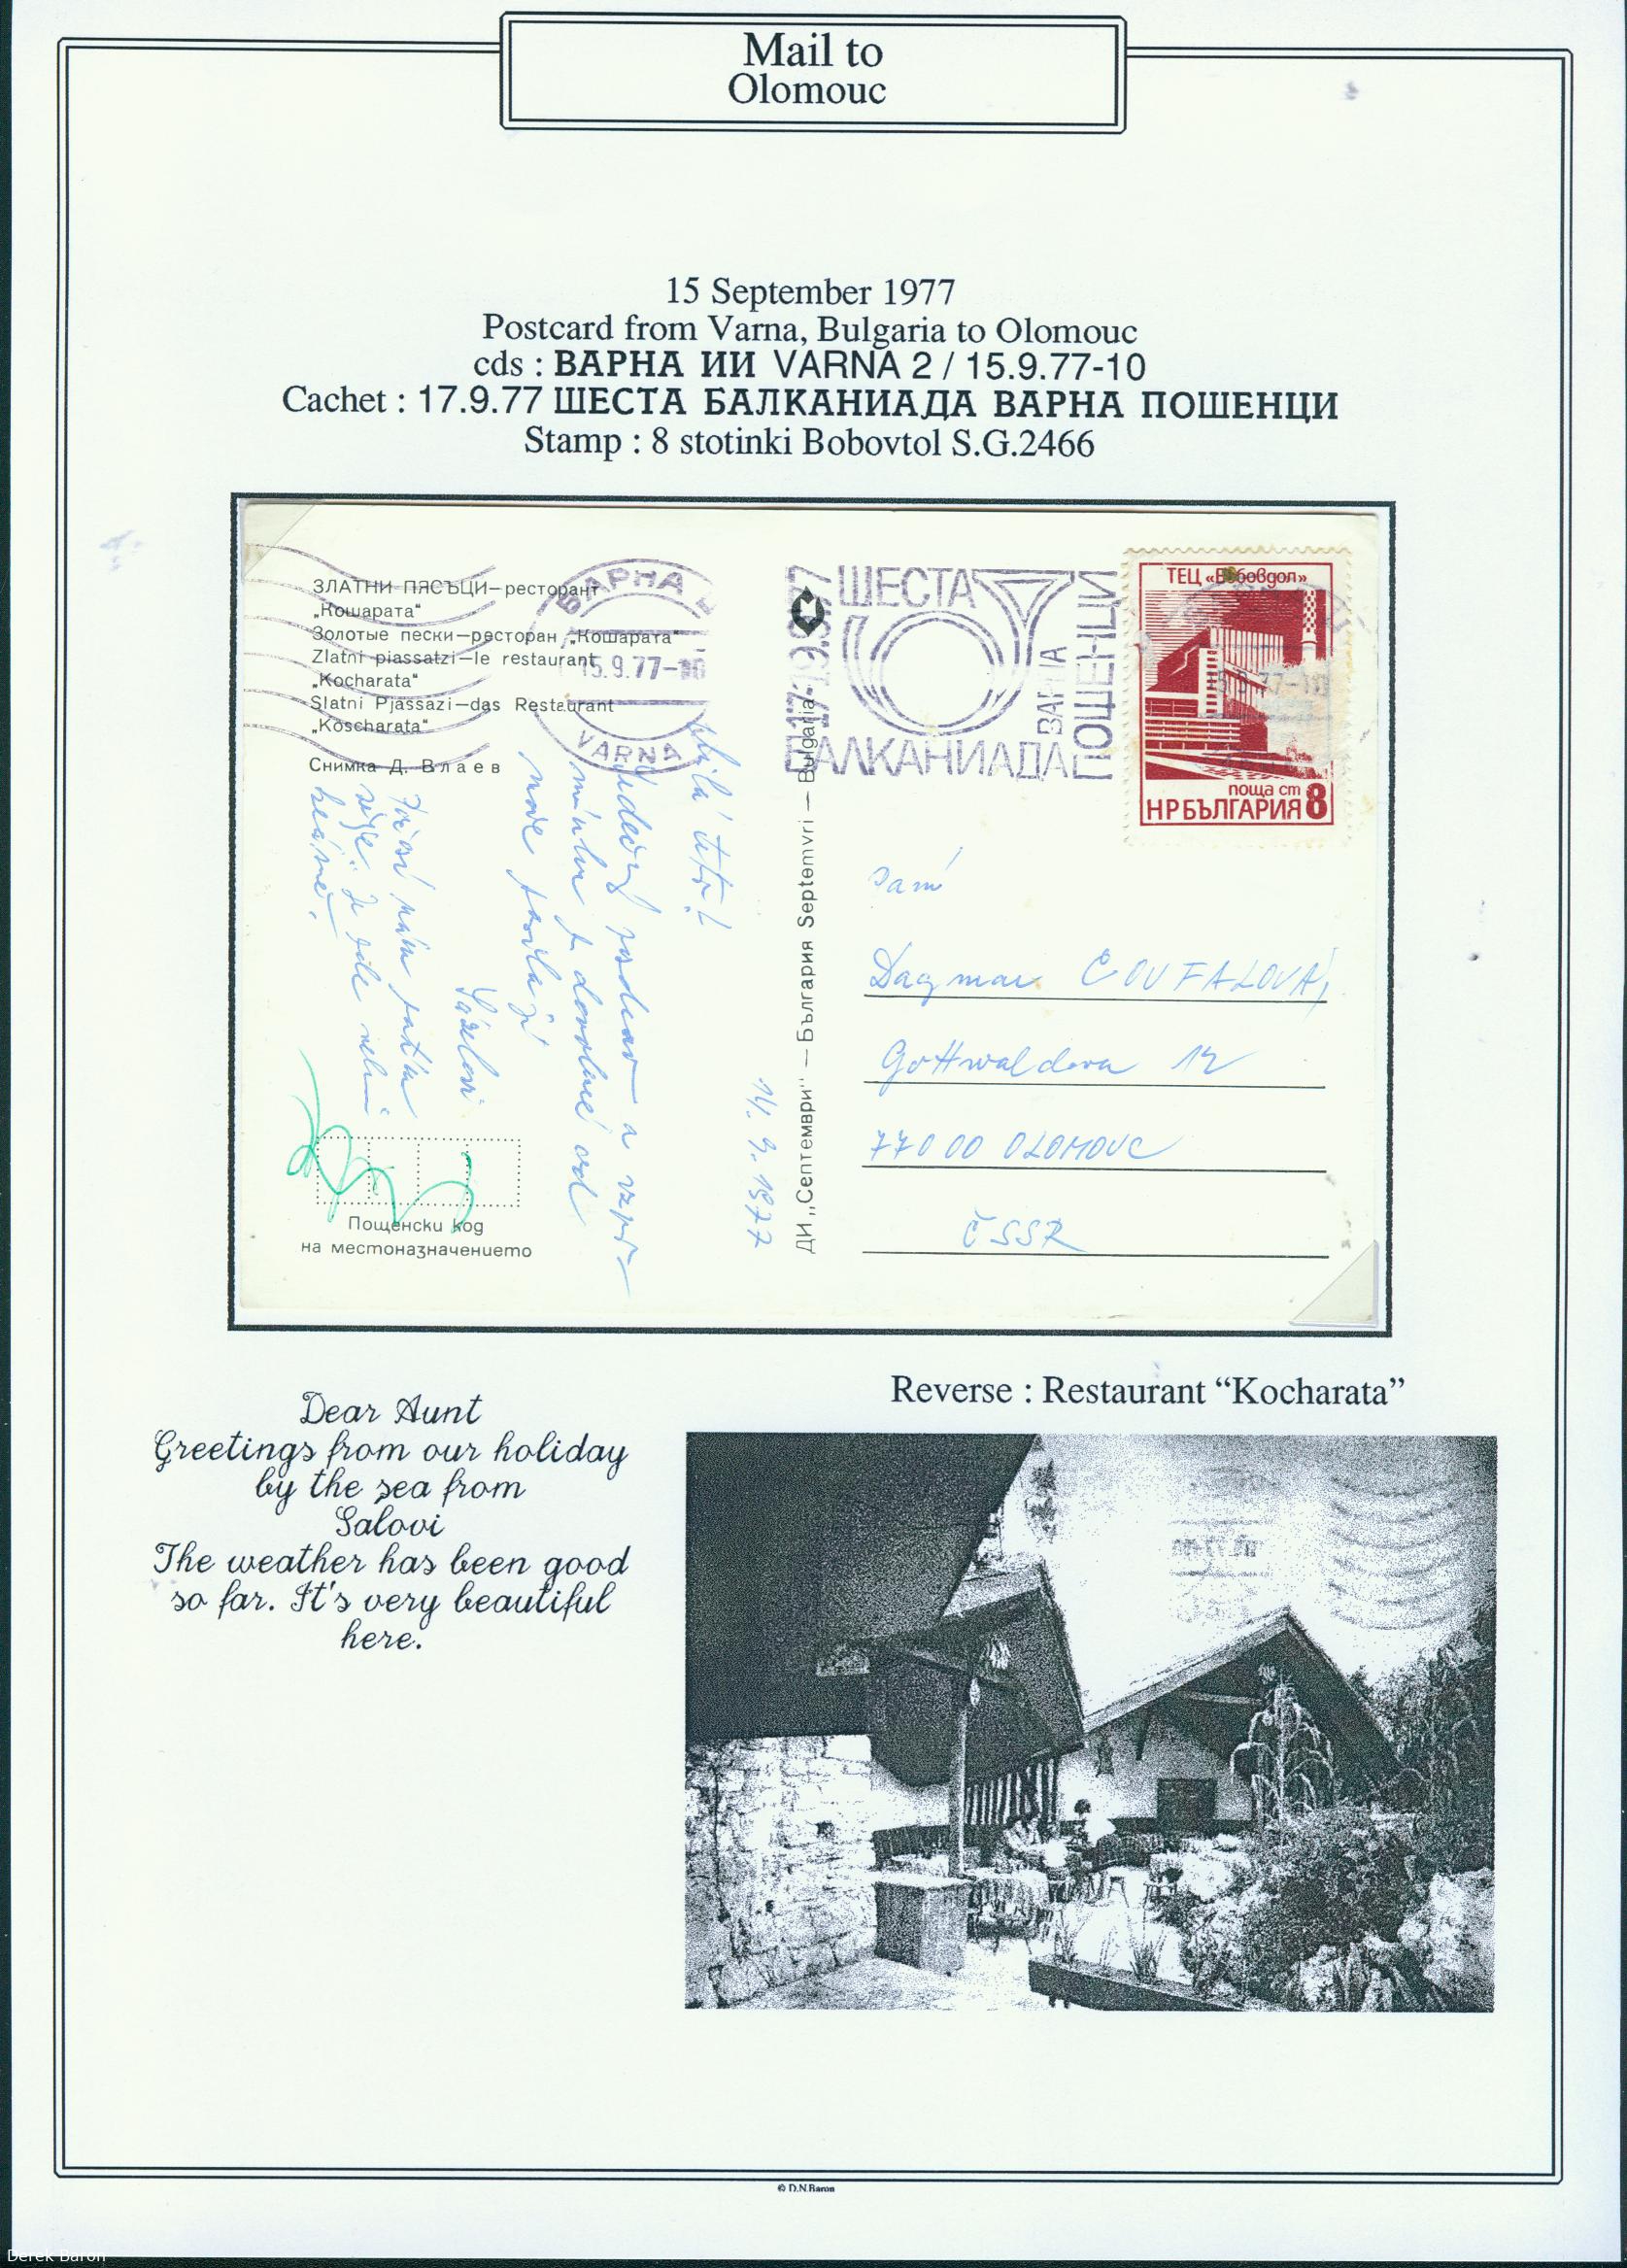 Mail to
Olomouc
15 September 1977
Postcard from Varna, Bulgaria to Olomouc
cds : ВАРНА ИИ VARNA 2 / 15.9.77-10
Cachet : 17.9.77 ШЕСТА БАЛКАНИАДА ВАРНА ПОШЕНЦИ
Stamp : 8 stotinki Bobovtol S.G.2466
ЗЛАТНИ ПЯСЪЦИ—ресторант
„Кошарата“
Золотые пески—ресторан „Кошарата“
Zlatni piassatzi—le restaurant
„Kocharata“
Slatni Pjassazi—das Restaurant
„Koscharata“
Снимка Д. Влаев
ВАРНА
15.9.77-10
VARNA
ШЕСТА
БАЛКАНИАДА
ВАРНА
ПОЩЕНЦИ
ТЕЦ «Бобовдол»
поща ст
НРБЪЛГАРИЯ 8
Milá teto!
14. 9. 1977
ДИ „Септември“ — България Septemvri — Bulgaria
Paní
Dagmar COUFALOVÁ,
Gottwaldova 12
770 00 OLOMOUC
ČSSR
Пощенски код
на местоназначението
Reverse : Restaurant “Kocharata”
Dear Aunt
Greetings from our holiday
by the sea from
Salovi
The weather has been good
so far. It's very beautiful
here.
© D.N.Baron
Derek Baron